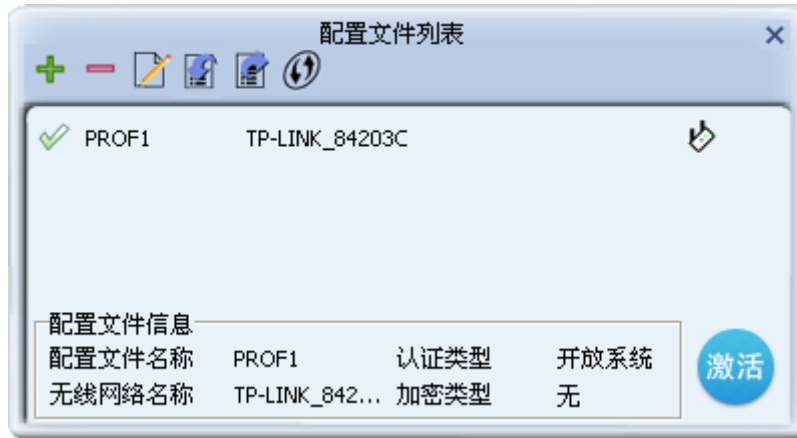 配置文件列表
PROF1 TP-LINK_84203C
配置文件信息
配置文件名称 PROF1 认证类型 开放系统
无线网络名称 TP-LINK_842... 加密类型 无
激活